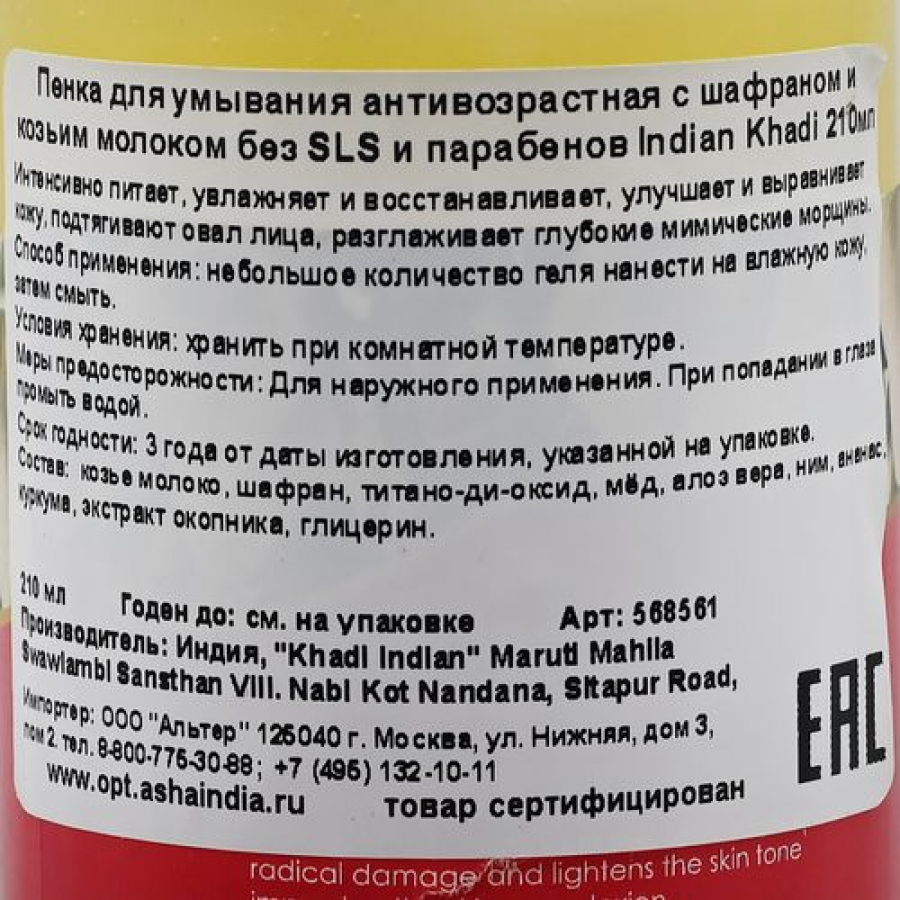 Пенка для умывания антивозрастная с шафраном и
козьим молоком без SLS и парабенов Indian Khadi 210мл
Интенсивно питает, увлажняет и восстанавливает, улучшает и выравнивает
кожу, подтягивают овал лица, разглаживает глубокие мимические морщины.
Способ применения: небольшое количество геля нанести на влажную кожу,
затем смыть.
Условия хранения: хранить при комнатной температуре.
Меры предосторожности: Для наружного применения. При попадании в глаза
промыть водой.
Срок годности: 3 года от даты изготовления, указанной на упаковке.
Состав: козье молоко, шафран, титано-ди-оксид, мёд, алоэ вера, ним, ананас,
куркума, экстракт окопника, глицерин.
210 мл Годен до: см. на упаковке Арт: 568561
Производитель: Индия, "Khadi Indian" Maruti Mahila
Swawlambi Sansthan Vill. Nabi Kot Nandana, Sitapur Road,
Импортер: ООО "Альтер" 125040 г. Москва, ул. Нижняя, дом 3,
пом 2. тел. 8-800-775-30-88; +7 (495) 132-10-11
www.opt.ashaindia.ru товар сертифицирован
EAC
radical damage and lightens the skin tone